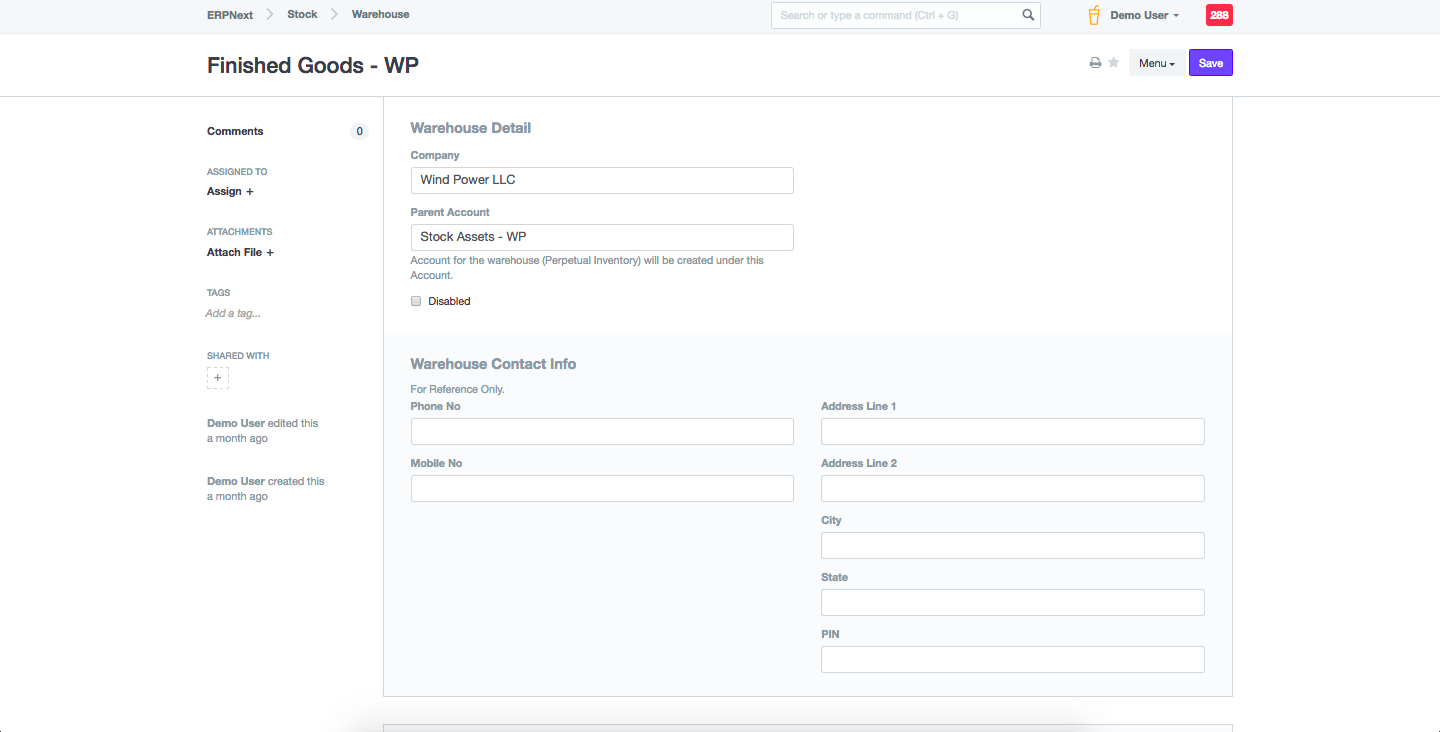 ERPNext Stock Warehouse Search or type a command (Ctrl + G) Demo User 288
Finished Goods - WP Menu Save
Comments 0
ASSIGNED TO
Assign +
ATTACHMENTS
Attach File +
TAGS
Add a tag...
SHARED WITH
+
Demo User edited this
a month ago
Demo User created this
a month ago
Warehouse Detail
Company
Wind Power LLC
Parent Account
Stock Assets - WP
Account for the warehouse (Perpetual Inventory) will be created under this
Account.
Disabled
Warehouse Contact Info
For Reference Only.
Phone No
Mobile No
Address Line 1
Address Line 2
City
State
PIN